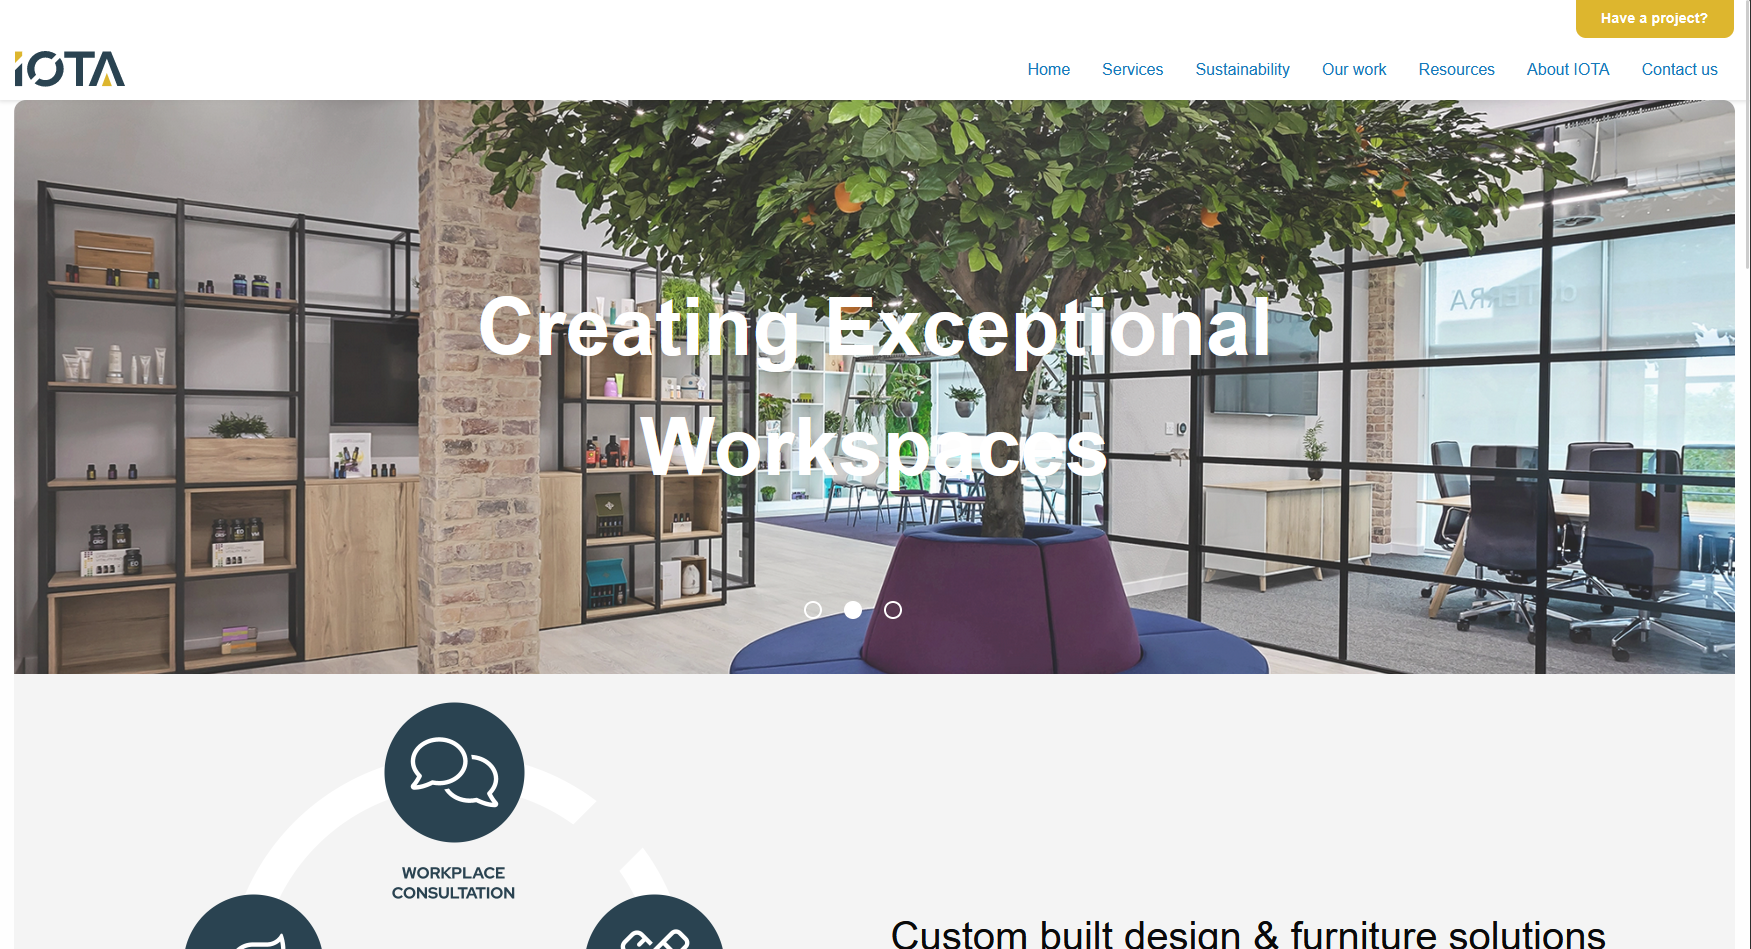 Have a project?
IOTA
Home
Services
Sustainability
Our work
Resources
About IOTA
Contact us
Creating Exceptional
Workspaces
WORKPLACE
CONSULTATION
Custom built design & furniture solutions